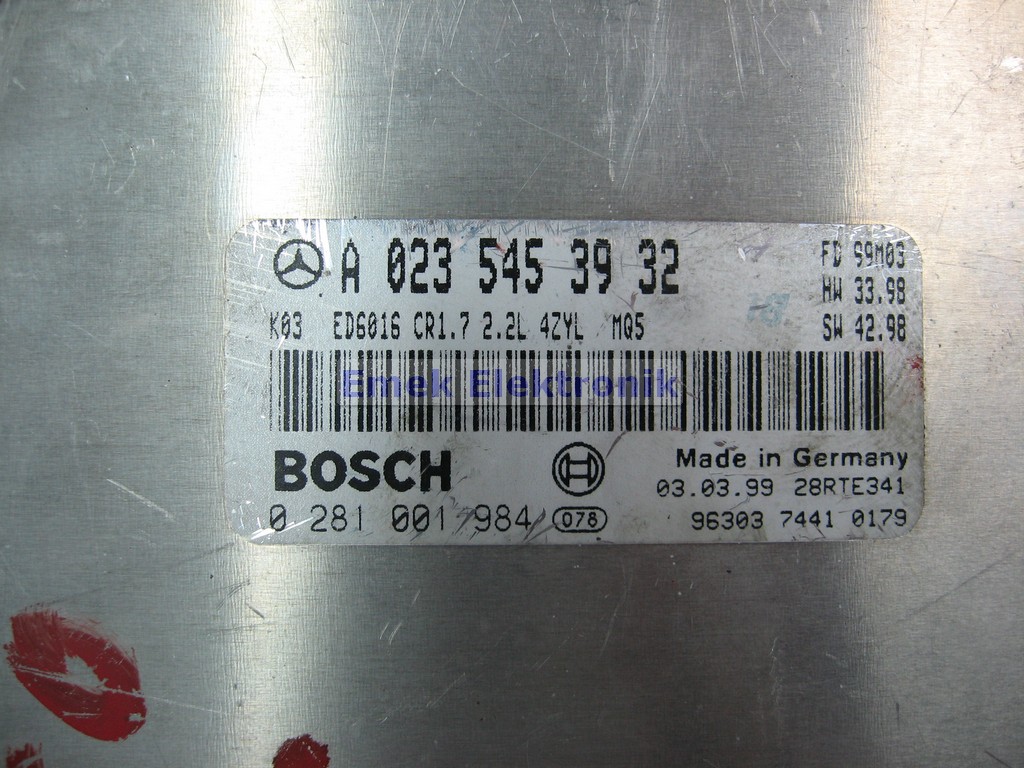 A 023 545 39 32
FD 99M03
HW 33.98
K03 ED6016 CR1.7 2.2L 4ZYL MQ5
SW 42.98
Emek Elektronik
BOSCH
Made in Germany
03.03.99 28RTE341
0 281 001 984 078
96303 7441 0179